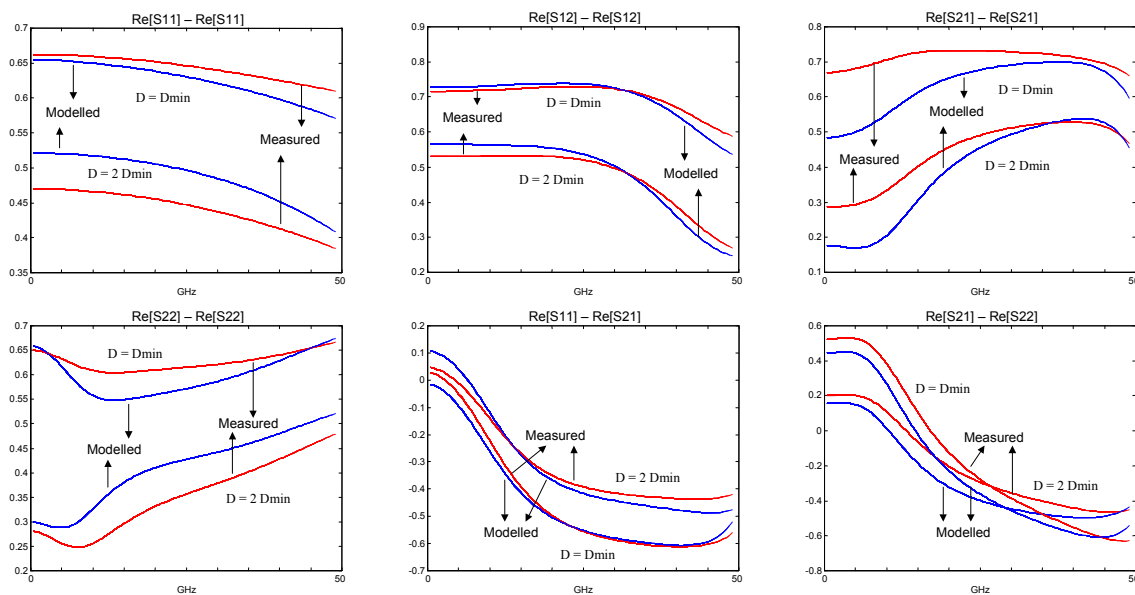 Re[S11] – Re[S11]
0.7
0.65
0.6
0.55
0.5
0.45
0.4
0.35
D = Dmin
Modelled
Measured
D = 2 Dmin
0
50
GHz
Re[S12] – Re[S12]
0.9
0.8
0.7
0.6
0.5
0.4
0.3
0.2
D = Dmin
Measured
Modelled
D = 2 Dmin
0
50
GHz
Re[S21] – Re[S21]
0.8
0.7
0.6
0.5
0.4
0.3
0.2
0.1
Modelled
Measured
D = Dmin
D = 2 Dmin
0
50
GHz
Re[S22] – Re[S22]
0.7
0.65
0.6
0.55
0.5
0.45
0.4
0.35
0.3
0.25
0.2
D = Dmin
Measured
Modelled
D = 2 Dmin
0
50
Re[S11] – Re[S21]
0.2
0.1
0
-0.1
-0.2
-0.3
-0.4
-0.5
-0.6
-0.7
Measured
D = 2 Dmin
Modelled
D = Dmin
0
50
GHz
Re[S21] – Re[S22]
0.6
0.4
0.2
0
-0.2
-0.4
-0.6
-0.8
D = Dmin
Measured
D = 2 Dmin
Modelled
0
50
GHz